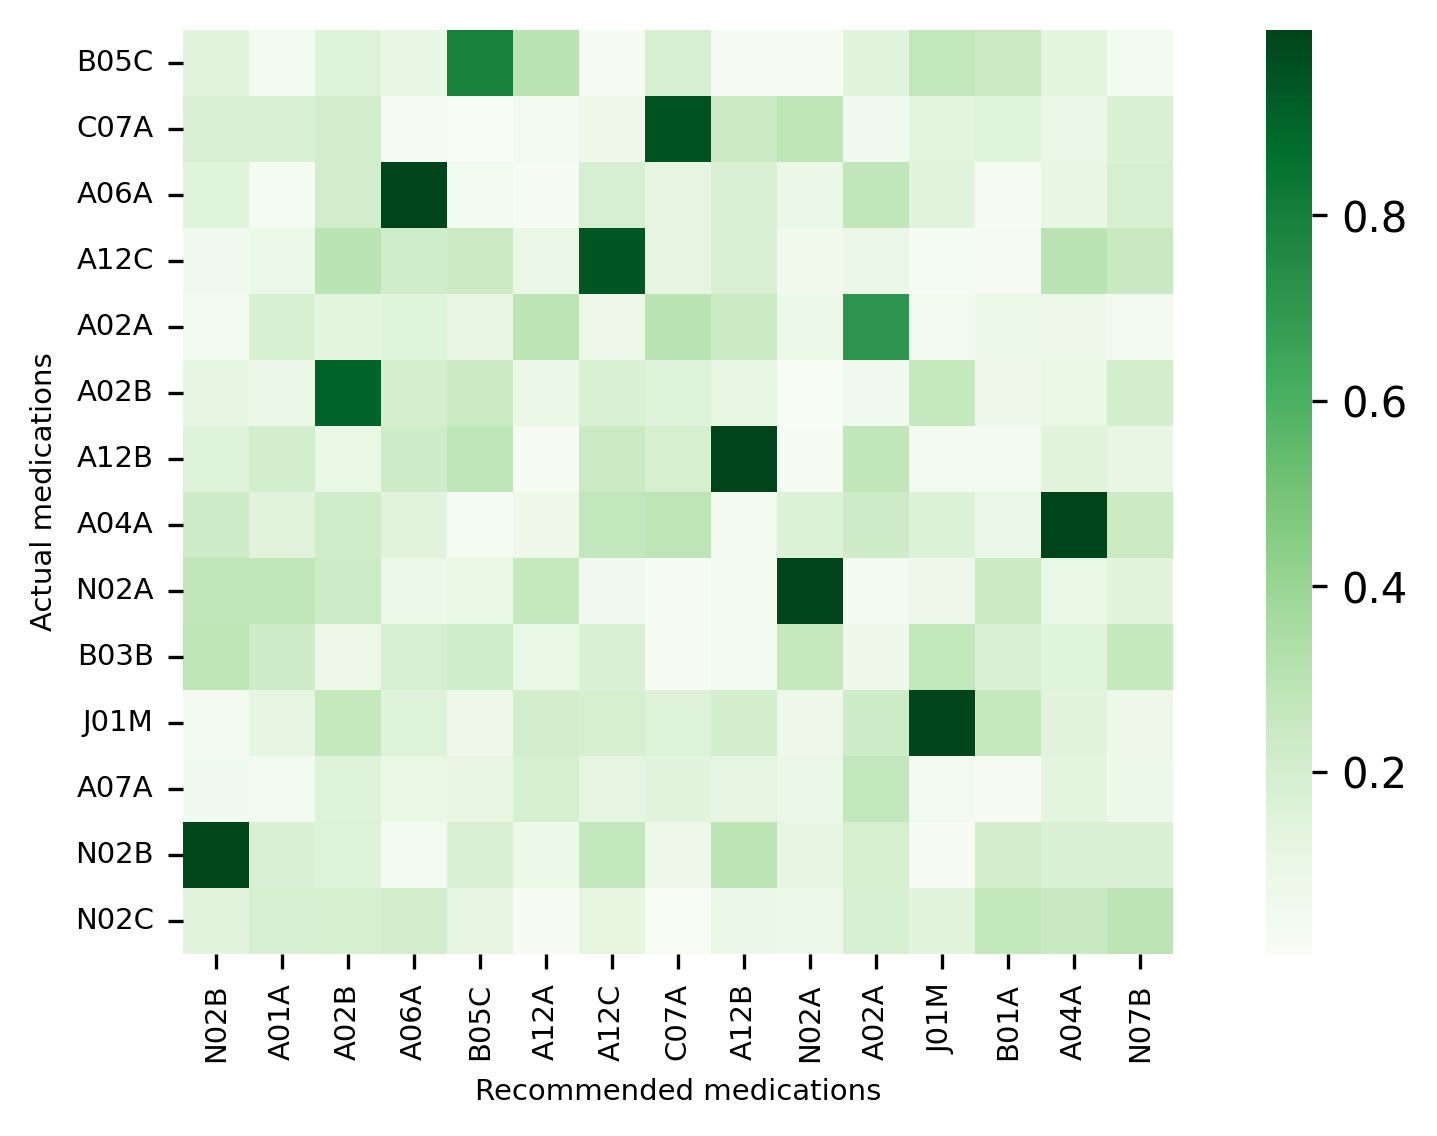 B05C
C07A
A06A
A12C
A02A
A02B
A12B
A04A
N02A
B03B
J01M
A07A
N02B
N02C
Actual medications
N02B A01A A02B A06A B05C A12A A12C C07A A12B N02A A02A J01M B01A A04A N07B
Recommended medications
0.8
0.6
0.4
0.2